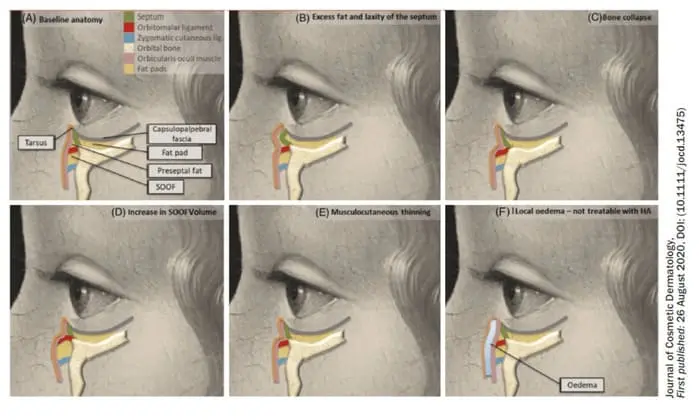 (A) Baseline anatomy
Septum
Orbitomalar ligament
Zygomatic cutaneous lig.
Orbital bone
Orbicularis oculi muscle
Fat pads
Tarsus
Capsulopalpebral
fascia
Fat pad
Preseptal fat
SOOF
(B) Excess fat and laxity of the septum
(C) Bone collapse
(D) Increase in SOOF Volume
(E) Musculocutaneous thinning
(F) Local oedema – not treatable with HA
Oedema
Journal of Cosmetic Dermatology,
First published: 26 August 2020, DOI: (10.1111/jocd.13475)